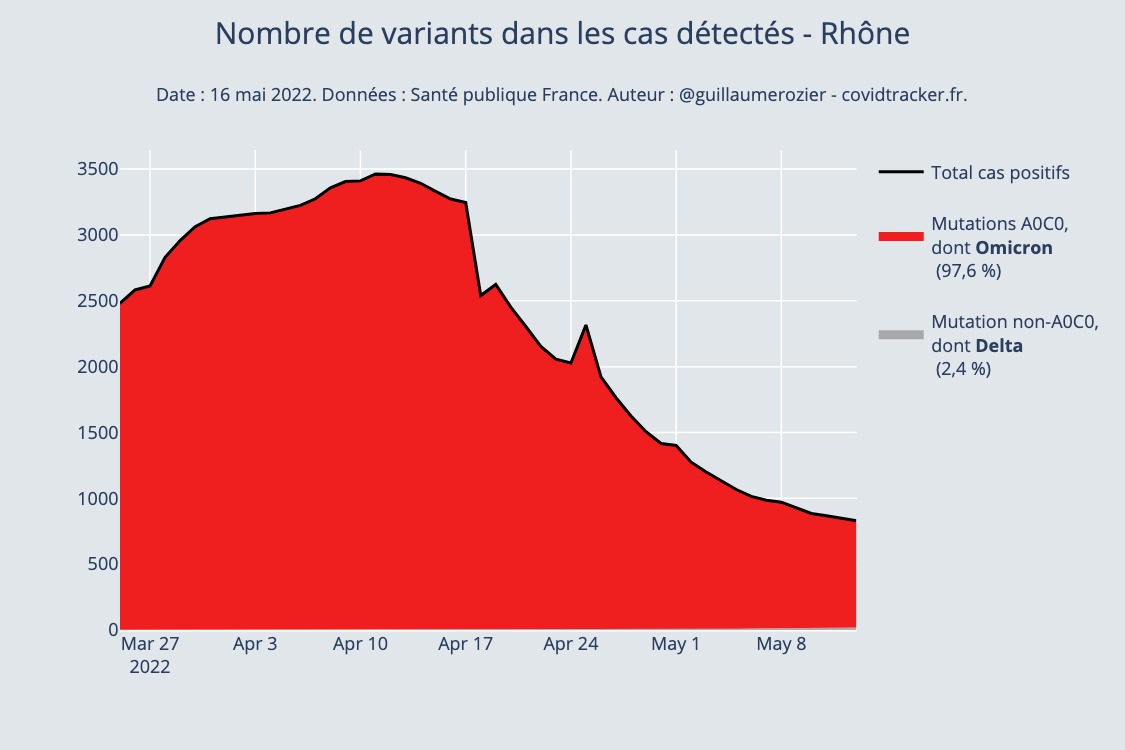 Nombre de variants dans les cas détectés - Rhône
Date : 16 mai 2022. Données : Santé publique France. Auteur : @guillaumerozier - covidtracker.fr.
3500
3000
2500
2000
1500
1000
500
0
Mar 27
2022
Apr 3
Apr 10
Apr 17
Apr 24
May 1
May 8
Total cas positifs
Mutations A0C0,
dont Omicron
(97,6 %)
Mutation non-A0C0,
dont Delta
(2,4 %)